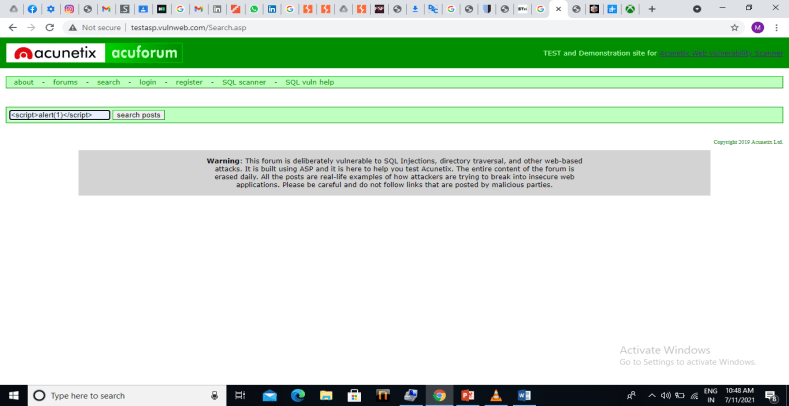 Not secure | testasp.vulnweb.com/Search.asp
M
acunetix acuforum
TEST and Demonstration site for Acunetix Web Vulnerability Scanner
about - forums - search - login - register - SQL scanner - SQL vuln help
<script>alert(1)</script> search posts
Copyright 2019 Acunetix Ltd.
Warning: This forum is deliberately vulnerable to SQL Injections, directory traversal, and other web-based
attacks. It is built using ASP and it is here to help you test Acunetix. The entire content of the forum is
erased daily. All the posts are real-life examples of how attackers are trying to break into insecure web
applications. Please be careful and do not follow links that are posted by malicious parties.
Activate Windows
Go to Settings to activate Windows.
Type here to search
ENG 10:48 AM
IN 7/11/2021